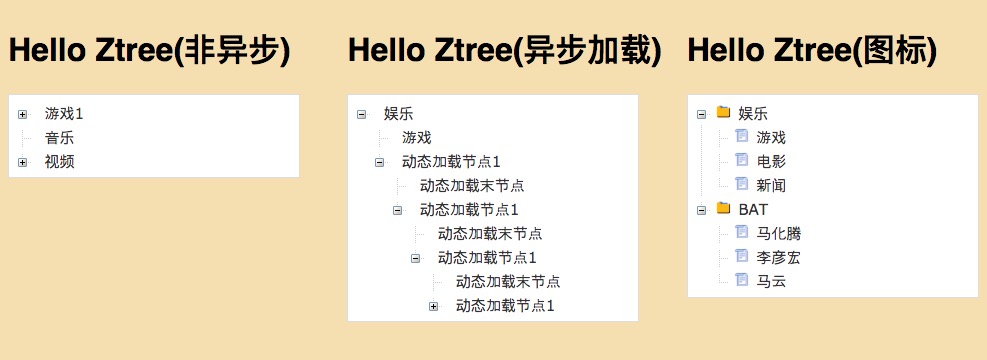 Hello Ztree(非异步)
游戏1
音乐
视频
Hello Ztree(异步加载)
娱乐
游戏
动态加载节点1
动态加载末节点
动态加载节点1
动态加载末节点
动态加载节点1
动态加载末节点
动态加载节点1
Hello Ztree(图标)
娱乐
游戏
电影
新闻
BAT
马化腾
李彦宏
马云